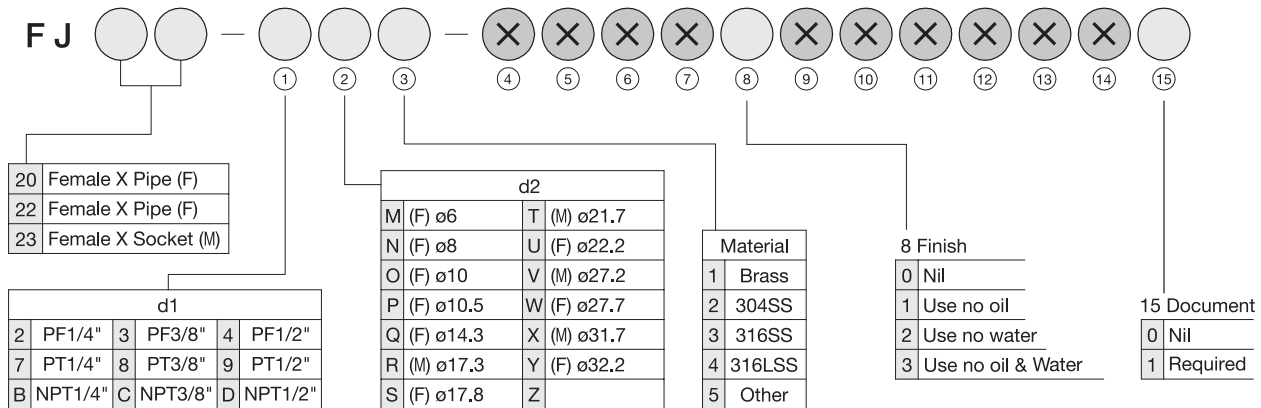 FJ – – X X X X X X X X X X
① ② ③ ④ ⑤ ⑥ ⑦ ⑧ ⑨ ⑩ ⑪ ⑫ ⑬ ⑭ ⑮
20 Female X Pipe (F)
22 Female X Pipe (F)
23 Female X Socket (M)
d1
2 PF1/4" 3 PF3/8" 4 PF1/2"
7 PT1/4" 8 PT3/8" 9 PT1/2"
B NPT1/4" C NPT3/8" D NPT1/2"
d2
M (F) ø6 T (M) ø21.7
N (F) ø8 U (F) ø22.2
O (F) ø10 V (M) ø27.2
P (F) ø10.5 W (F) ø27.7
Q (F) ø14.3 X (M) ø31.7
R (M) ø17.3 Y (F) ø32.2
S (F) ø17.8 Z
Material
1 Brass
2 304SS
3 316SS
4 316LSS
5 Other
8 Finish
0 Nil
1 Use no oil
2 Use no water
3 Use no oil & Water
15 Document
0 Nil
1 Required